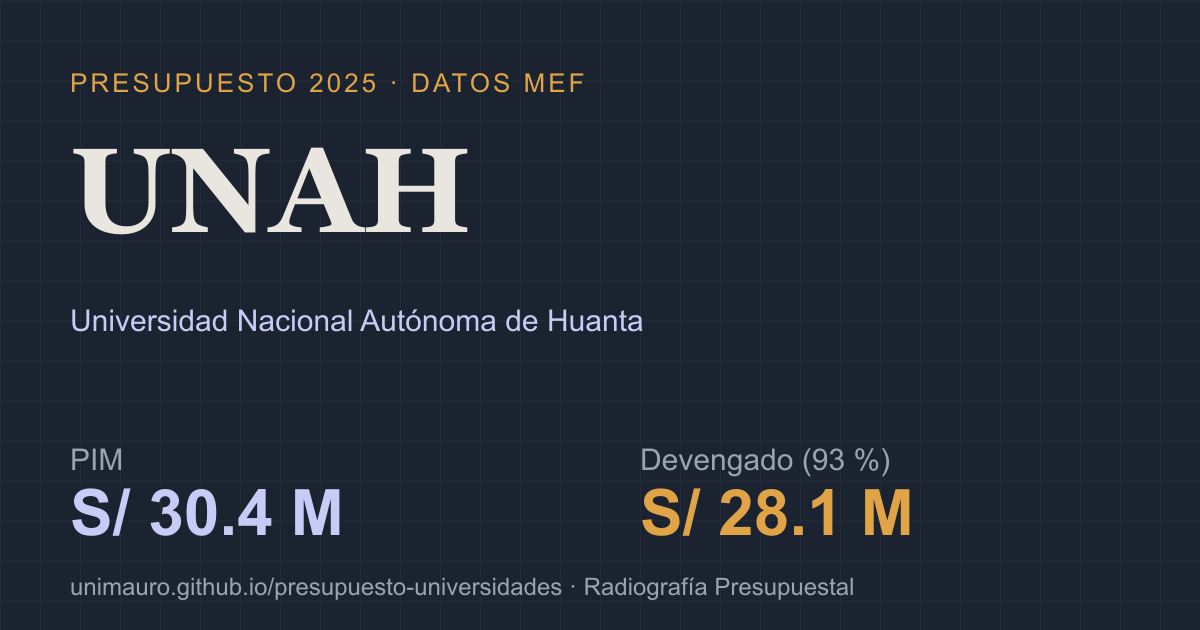 PRESUPUESTO 2025 · DATOS MEF
UNAH
Universidad Nacional Autónoma de Huanta
PIM
S/ 30.4 M
Devengado (93 %)
S/ 28.1 M
unimauro.github.io/presupuesto-universidades · Radiografía Presupuestal